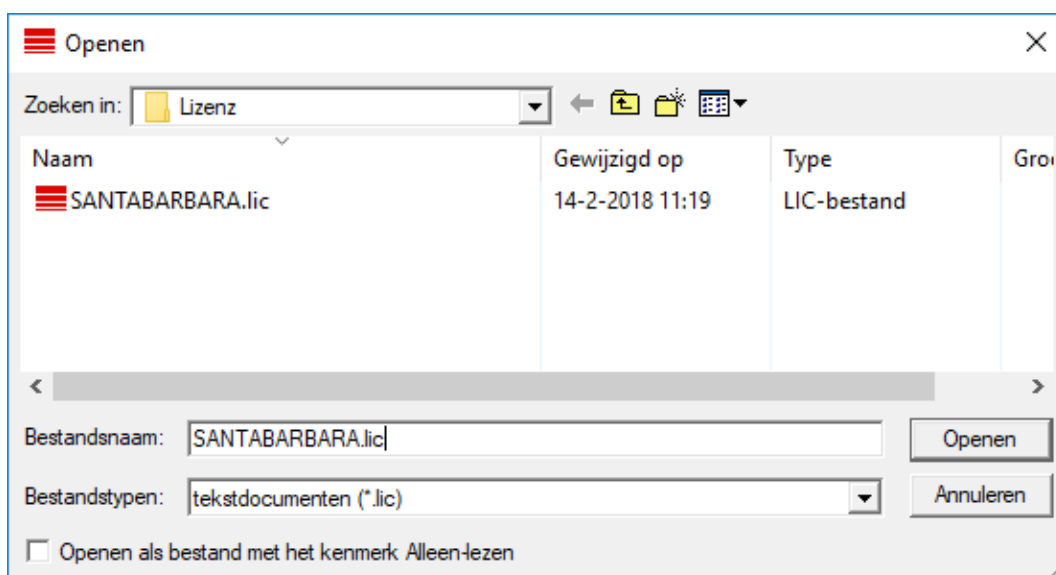 Openen
Zoeken in: Lizenz
Naam Gewijzigd op Type Groo
SANTABARBARA.lic 14-2-2018 11:19 LIC-bestand
Bestandsnaam: SANTABARBARA.lic Openen
Bestandstypen: tekstdocumenten (*.lic) Annuleren
Openen als bestand met het kenmerk Alleen-lezen